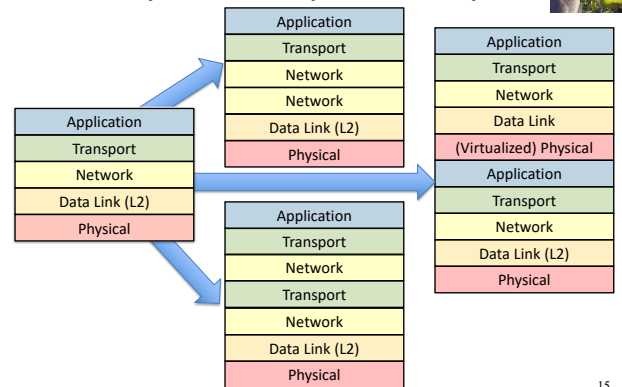 Application
Transport
Network
Data Link (L2)
Physical
Application
Transport
Network
Network
Data Link (L2)
Physical
Application
Transport
Network
Transport
Network
Data Link (L2)
Physical
Application
Transport
Network
Data Link
(Virtualized) Physical
Application
Transport
Network
Data Link (L2)
Physical
15